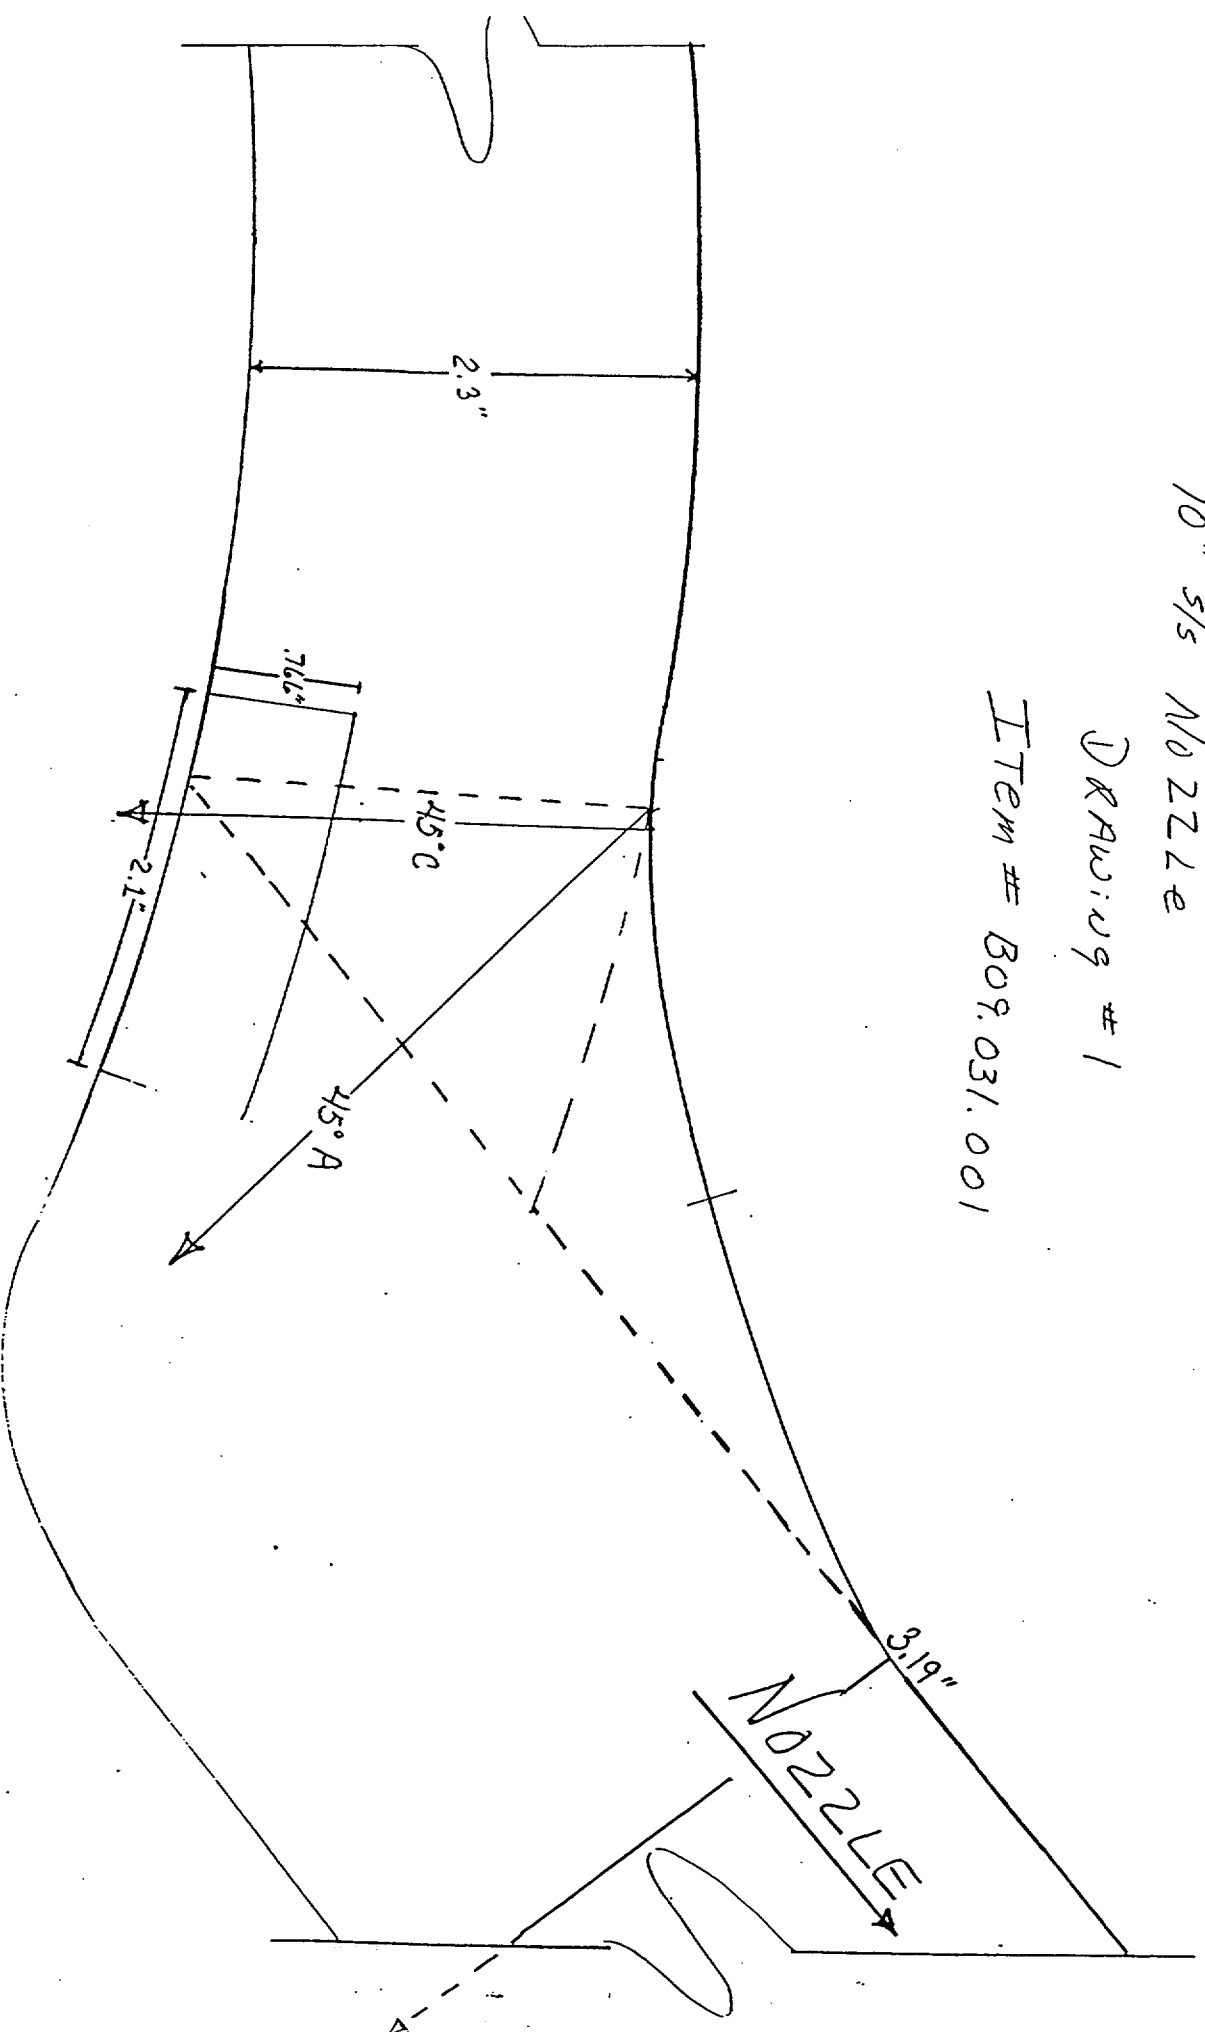 10" S/S NOZZLe
DRAwiNg # 1
ITem # B09.031.001
2.3"
.766"
45°C
2.1"
45°A
3.19"
NOZZLE